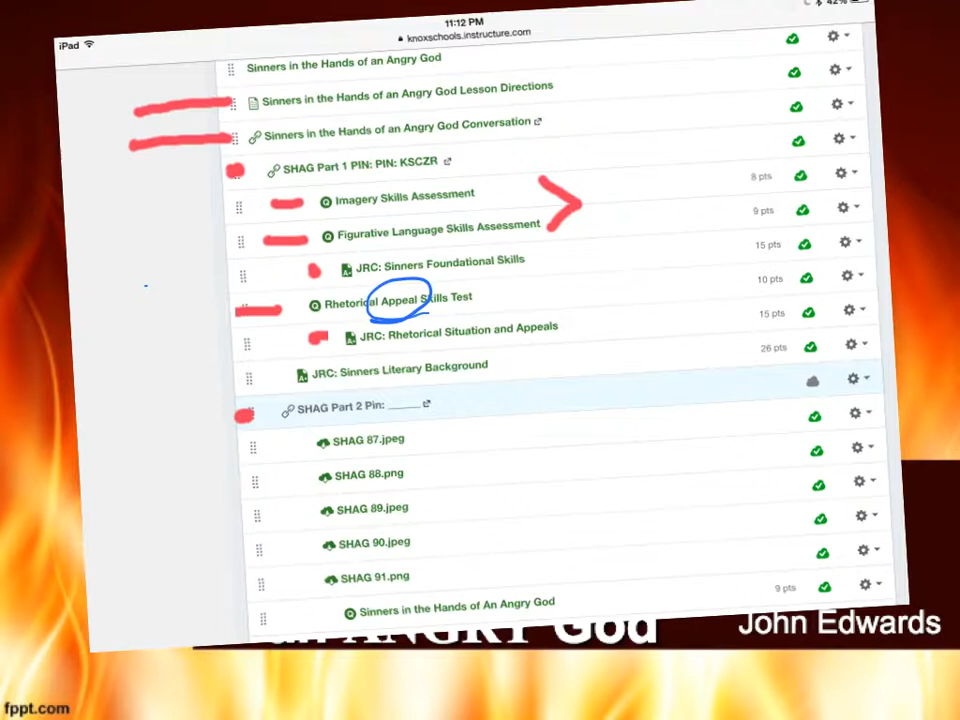 iPad 11:12 PM 42%
knoxschools.instructure.com
Sinners in the Hands of an Angry God
Sinners in the Hands of an Angry God Lesson Directions
Sinners in the Hands of an Angry God Conversation
SHAG Part 1 PIN: PIN: KSCZR
Imagery Skills Assessment 8 pts
Figurative Language Skills Assessment 9 pts
JRC: Sinners Foundational Skills 15 pts
Rhetorical Appeal Skills Test 10 pts
JRC: Rhetorical Situation and Appeals 15 pts
JRC: Sinners Literary Background 26 pts
SHAG Part 2 Pin: ______
SHAG 87.jpeg
SHAG 88.png
SHAG 89.jpeg
SHAG 90.jpeg
SHAG 91.png
Sinners in the Hands of An Angry God 9 pts
ANGRY God
John Edwards
fppt.com